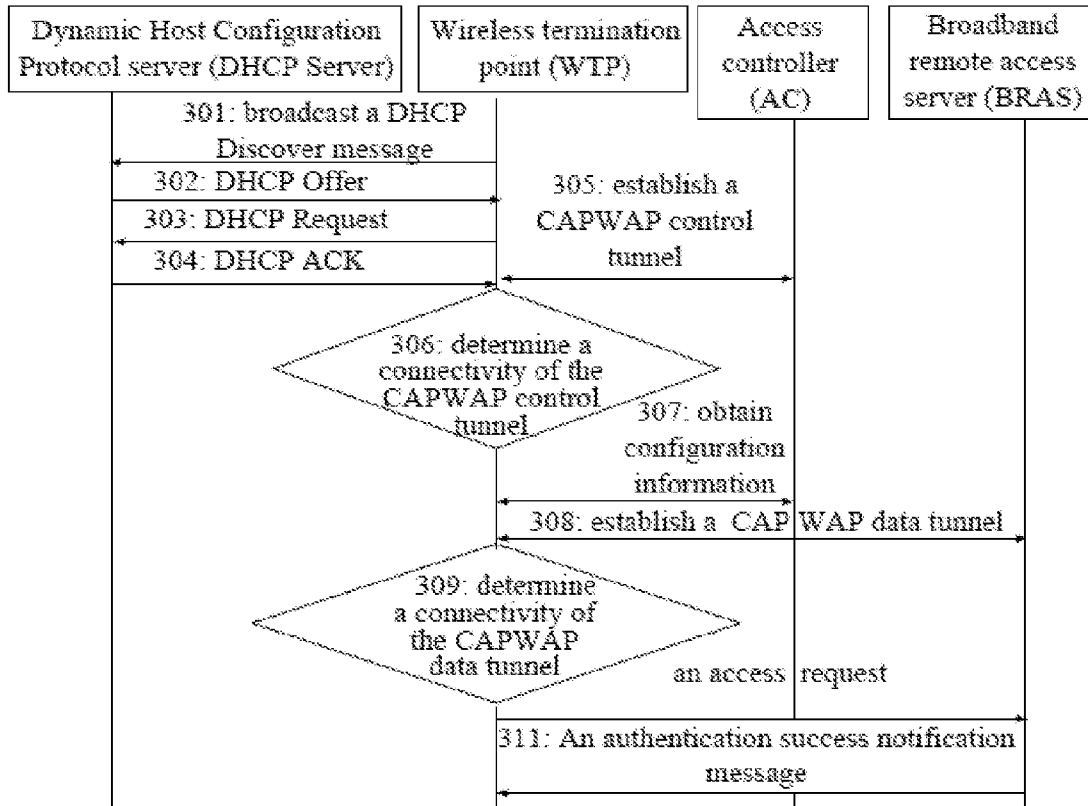 Dynamic Host Configuration
Protocol server (DHCP Server)
Wireless termination
point (WTP)
Access
controller
(AC)
Broadband
remote access
server (BRAS)
301: broadcast a DHCP
Discover message
302: DHCP Offer
303: DHCP Request
304: DHCP ACK
305: establish a
CAPWAP control
tunnel
306: determine a
connectivity of the
CAPWAP control
tunnel
307: obtain
configuration
information
308: establish a CAP WAP data tunnel
309: determine
a connectivity of
the CAPWAP
data tunnel
an access request
311: An authentication success notification
message